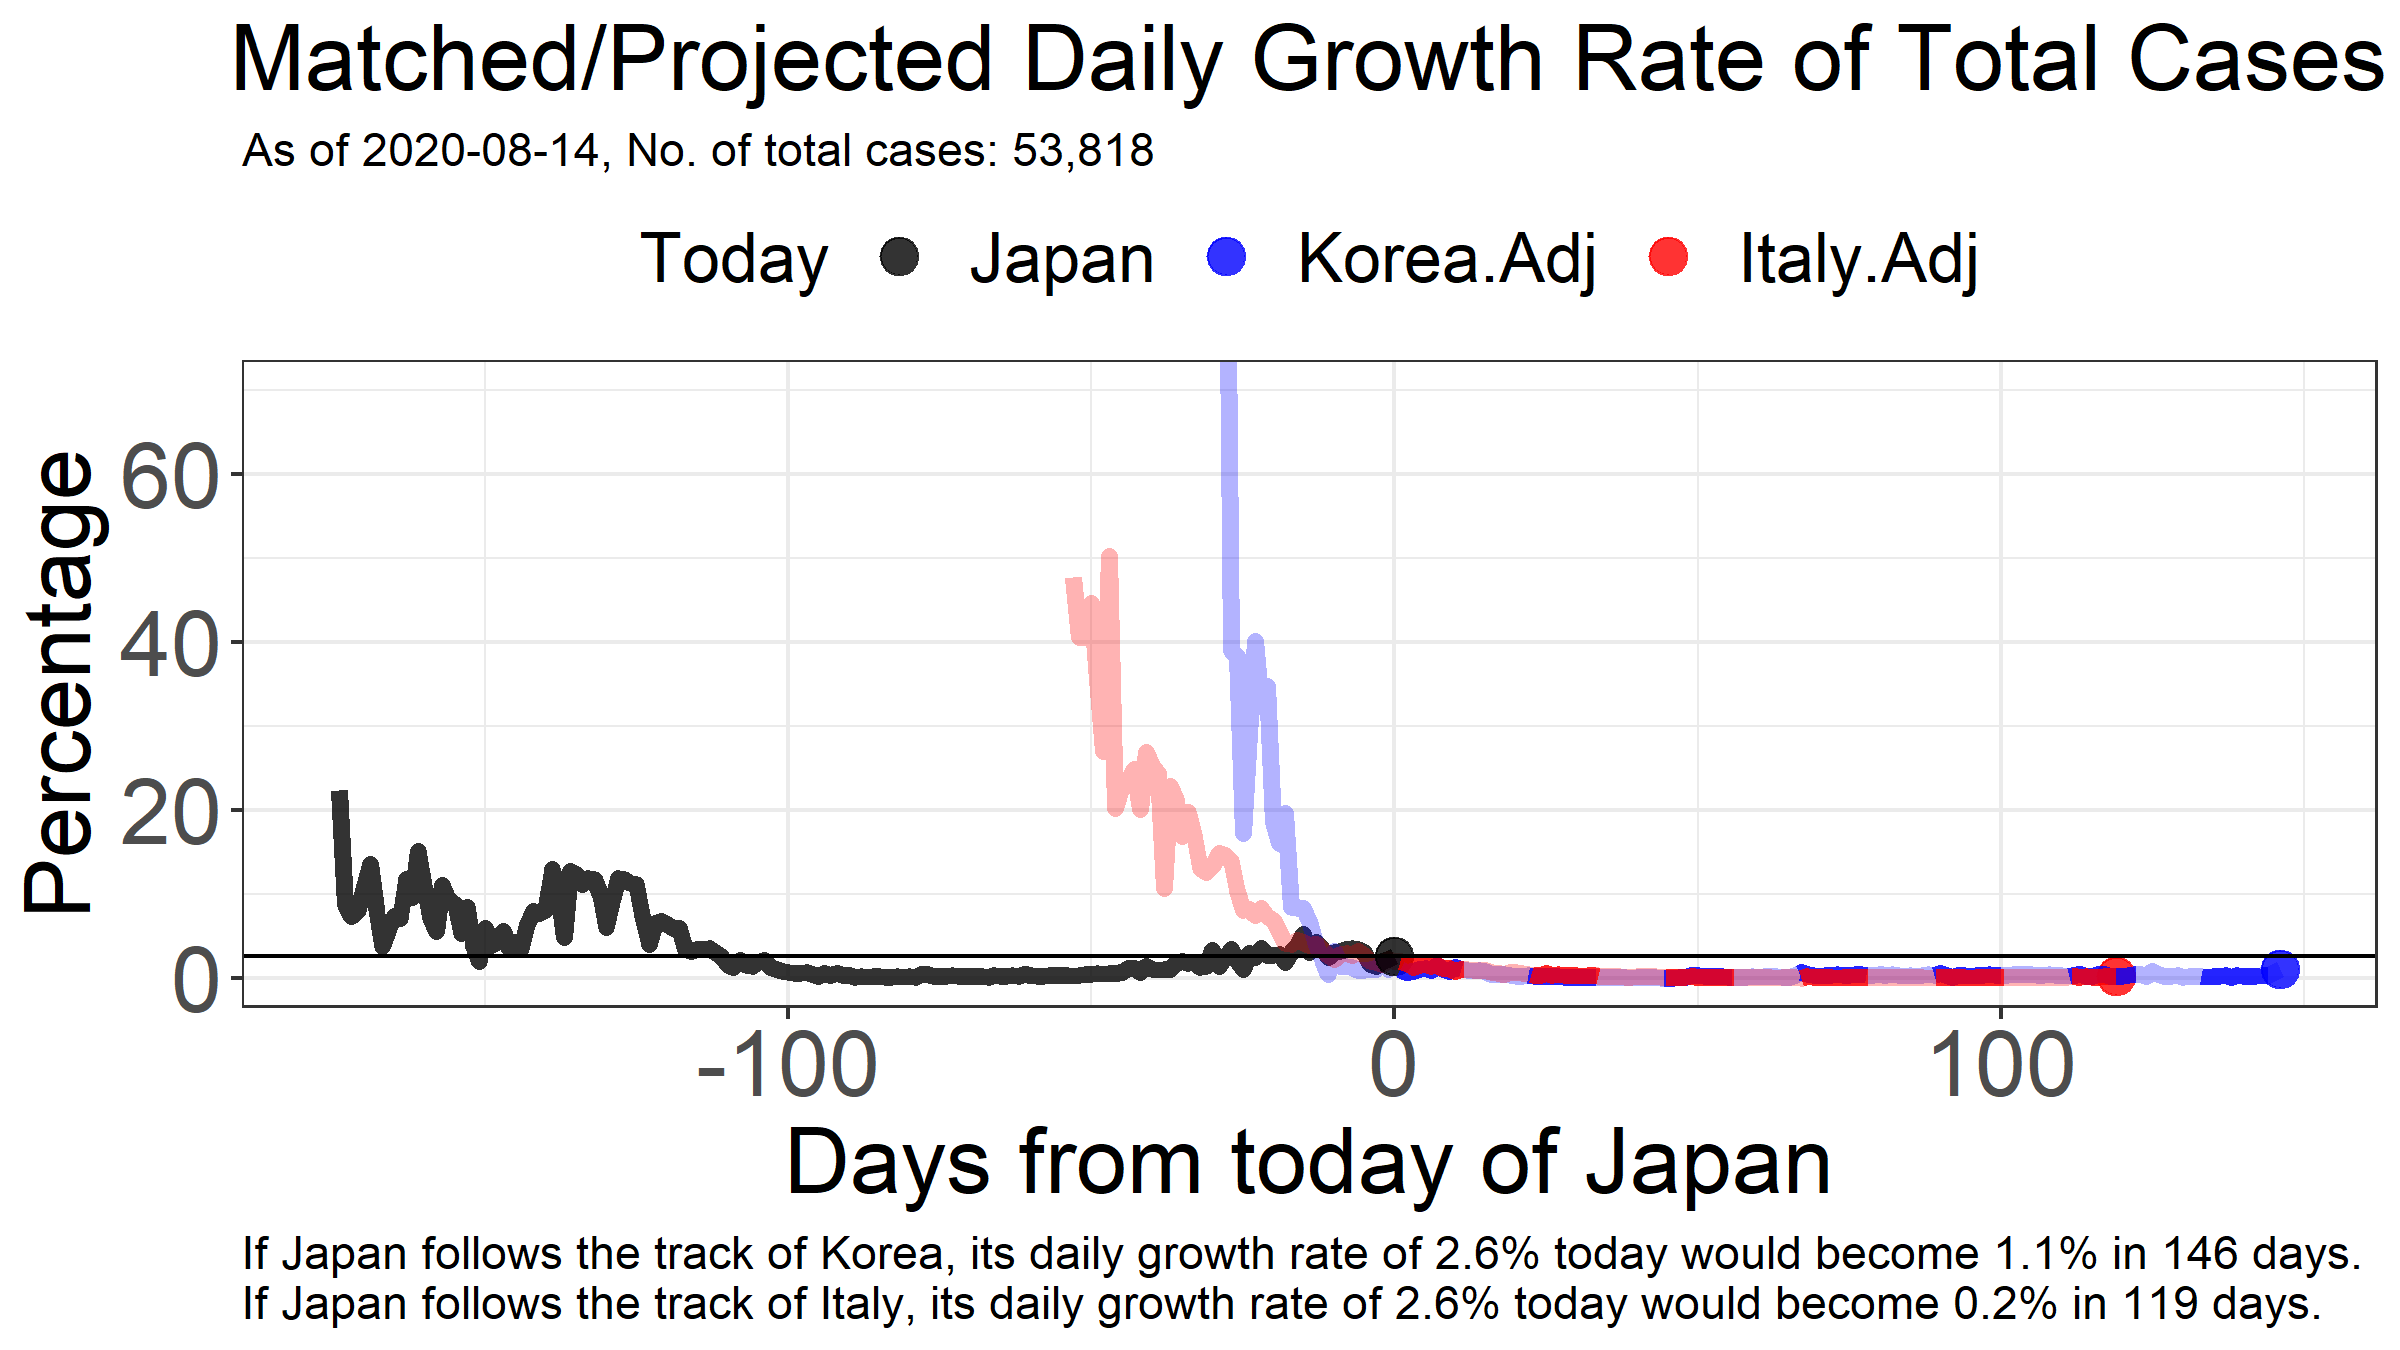 Matched/Projected Daily Growth Rate of Total Cases
As of 2020-08-14, No. of total cases: 53,818
Today Japan Korea.Adj Italy.Adj
Percentage
60
40
20
0
-100 0 100
Days from today of Japan
If Japan follows the track of Korea, its daily growth rate of 2.6% today would become 1.1% in 146 days.
If Japan follows the track of Italy, its daily growth rate of 2.6% today would become 0.2% in 119 days.